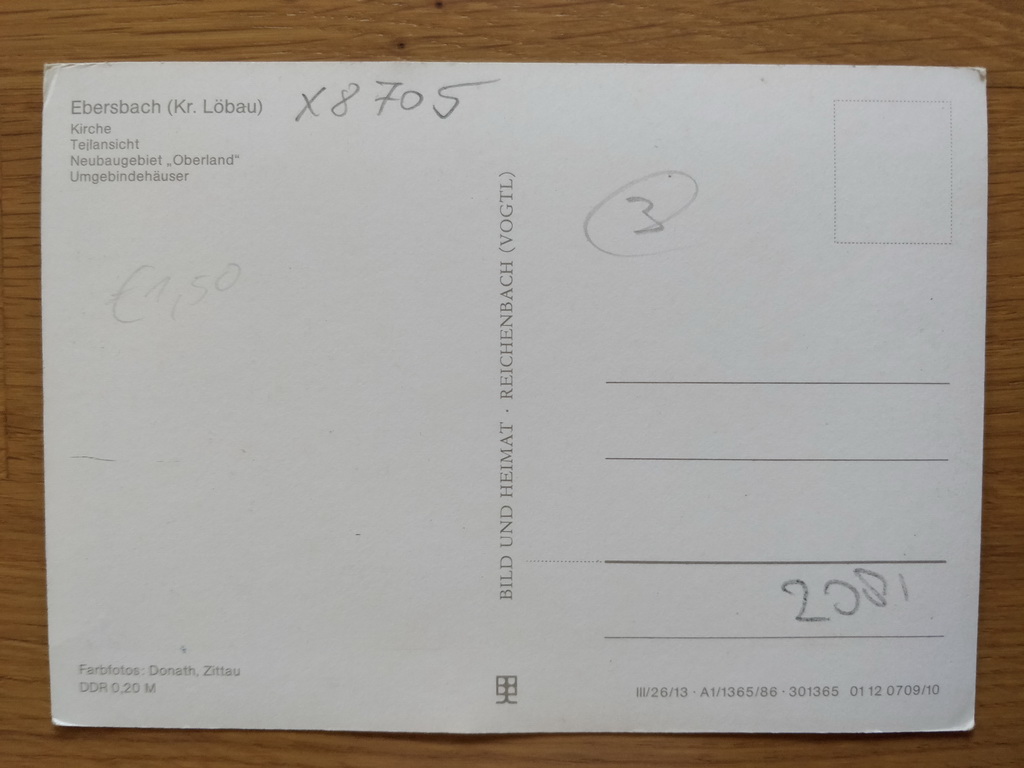 Ebersbach (Kr. Löbau)
Kirche
Teilansicht
Neubaugebiet „Oberland“
Umgebindehäuser
X8705
3
€1,50
BILD UND HEIMAT · REICHENBACH (VOGTL)
2081
Farbfotos: Donath, Zittau
DDR 0,20 M
III/26/13 · A1/1365/86 · 301365 01 12 0709/10